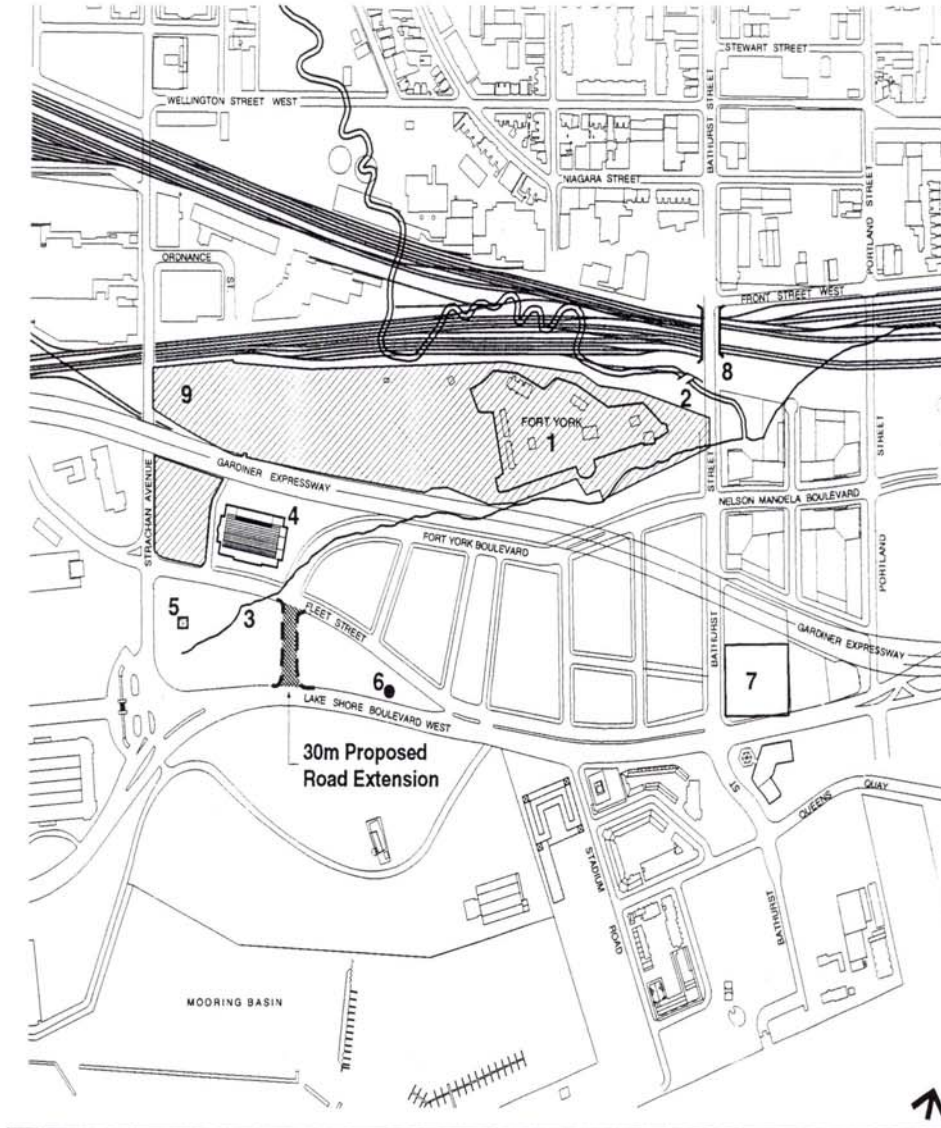 STEWART STREET
WELLINGTON STREET WEST
BATHURST STREET
NIAGARA STREET
PORTLAND STREET
ORDNANCE
ST
FRONT STREET WEST
8
9
2
FORT YORK
1
STREET
STREET
GARDINER EXPRESSWAY
NELSON MANDELA BOULEVARD
STRACHAN AVENUE
4
FORT YORK BOULEVARD
PORTLAND
5
3
FLEET STREET
BATHURST
GARDINER EXPRESSWAY
6
7
LAKE SHORE BOULEVARD WEST
30m Proposed
Road Extension
ST
QUEENS QUAY
STADIUM ROAD
BATHURST
MOORING BASIN